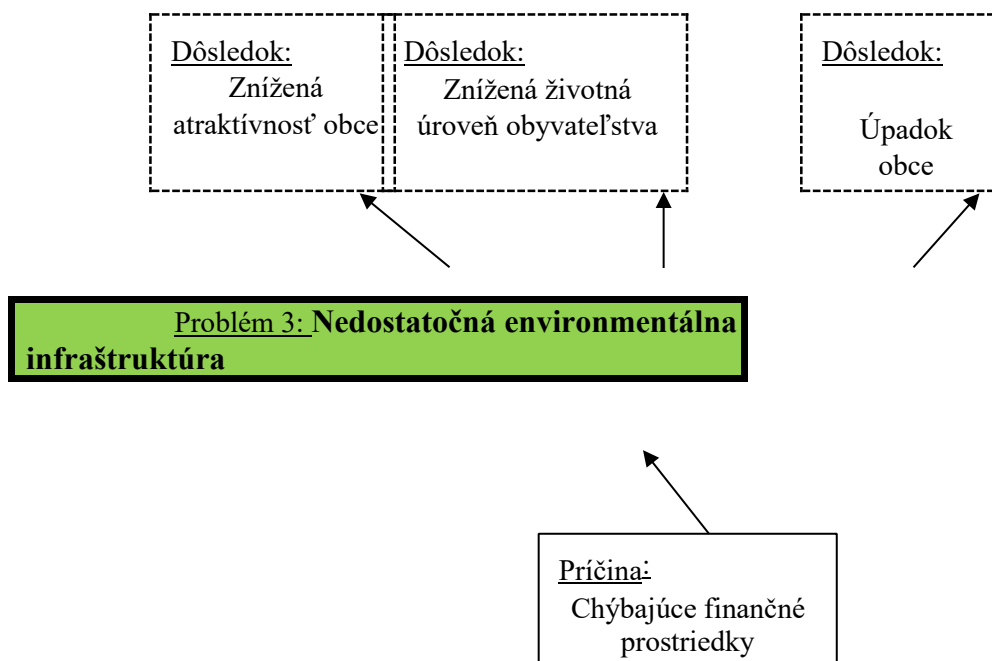 Dôsledok:
Znížená
atraktívnosť obce
Dôsledok:
Znížená životná
úroveň obyvateľstva
Dôsledok:
Úpadok
obce
Problém 3: Nedostatočná environmentálna
infraštruktúra
Príčina:
Chýbajúce finančné
prostriedky